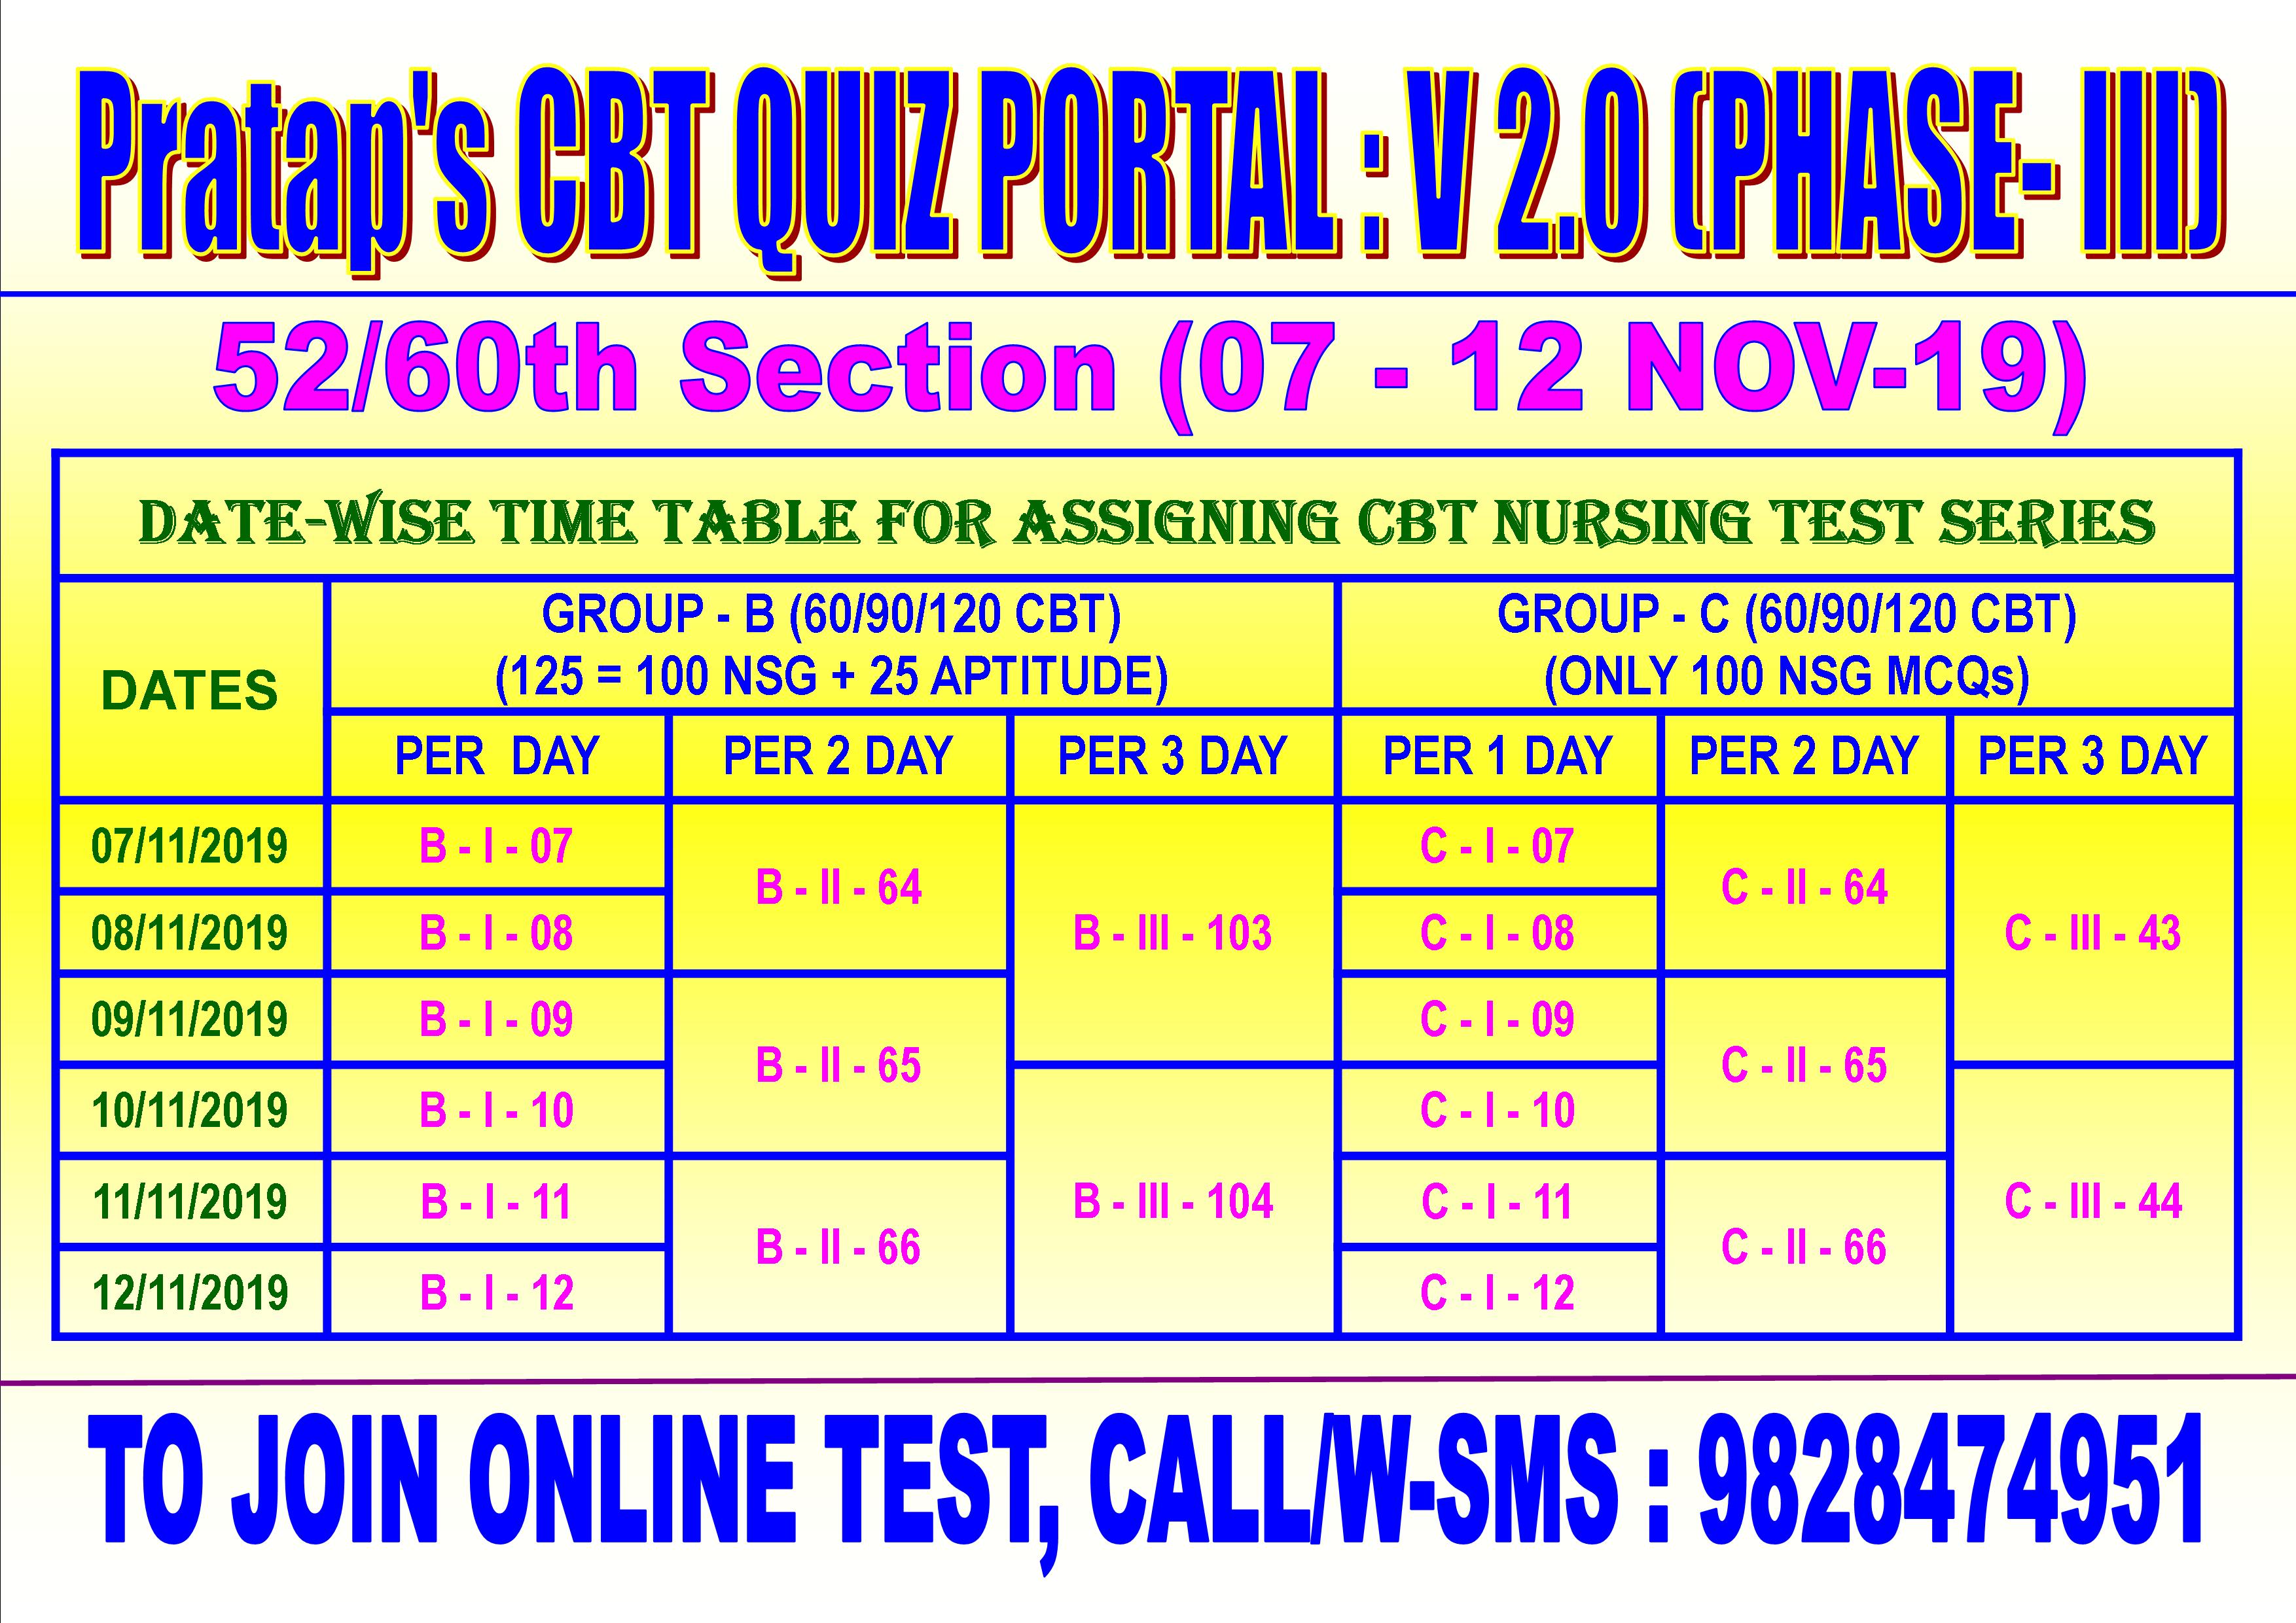 Pratap's CBT QUIZ PORTAL : V 2.0 (PHASE- III)
52/60th Section (07 - 12 NOV-19)
DATE-WISE TIME TABLE FOR ASSIGNING CBT NURSING TEST SERIES
DATES
GROUP - B (60/90/120 CBT)
(125 = 100 NSG + 25 APTITUDE)
GROUP - C (60/90/120 CBT)
(ONLY 100 NSG MCQs)
PER DAY PER 2 DAY PER 3 DAY PER 1 DAY PER 2 DAY PER 3 DAY
07/11/2019 B - I - 07 C - I - 07
B - II - 64 C - II - 64
08/11/2019 B - I - 08 B - III - 103 C - I - 08 C - III - 43
09/11/2019 B - I - 09 C - I - 09
B - II - 65 C - II - 65
10/11/2019 B - I - 10 C - I - 10
11/11/2019 B - I - 11 B - III - 104 C - I - 11 C - III - 44
B - II - 66 C - II - 66
12/11/2019 B - I - 12 C - I - 12
TO JOIN ONLINE TEST, CALL/W-SMS : 9828474951